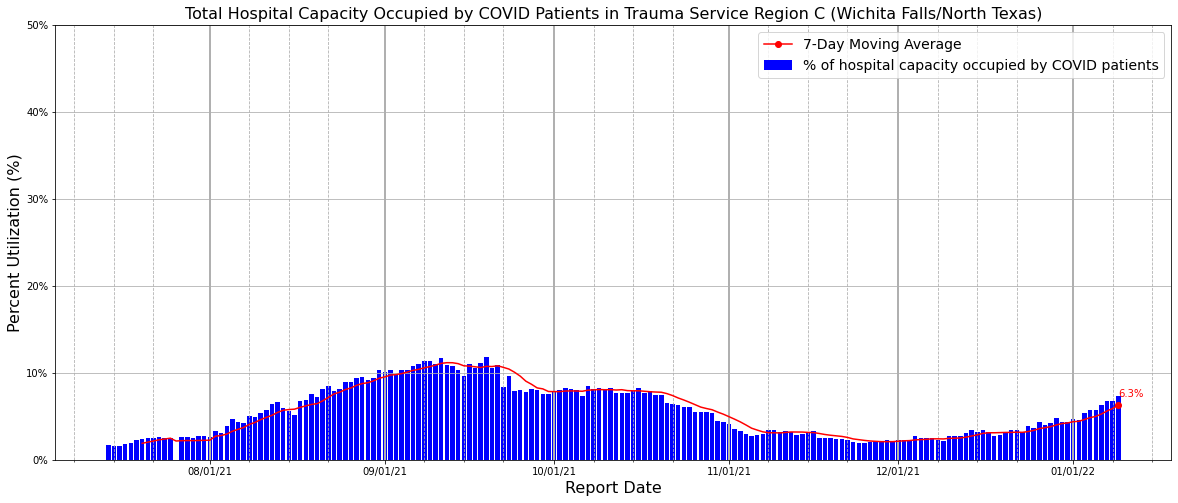 Total Hospital Capacity Occupied by COVID Patients in Trauma Service Region C (Wichita Falls/North Texas)
7-Day Moving Average
% of hospital capacity occupied by COVID patients
50%
40%
30%
20%
10%
0%
Percent Utilization (%)
6.3%
08/01/21
09/01/21
10/01/21
11/01/21
12/01/21
01/01/22
Report Date